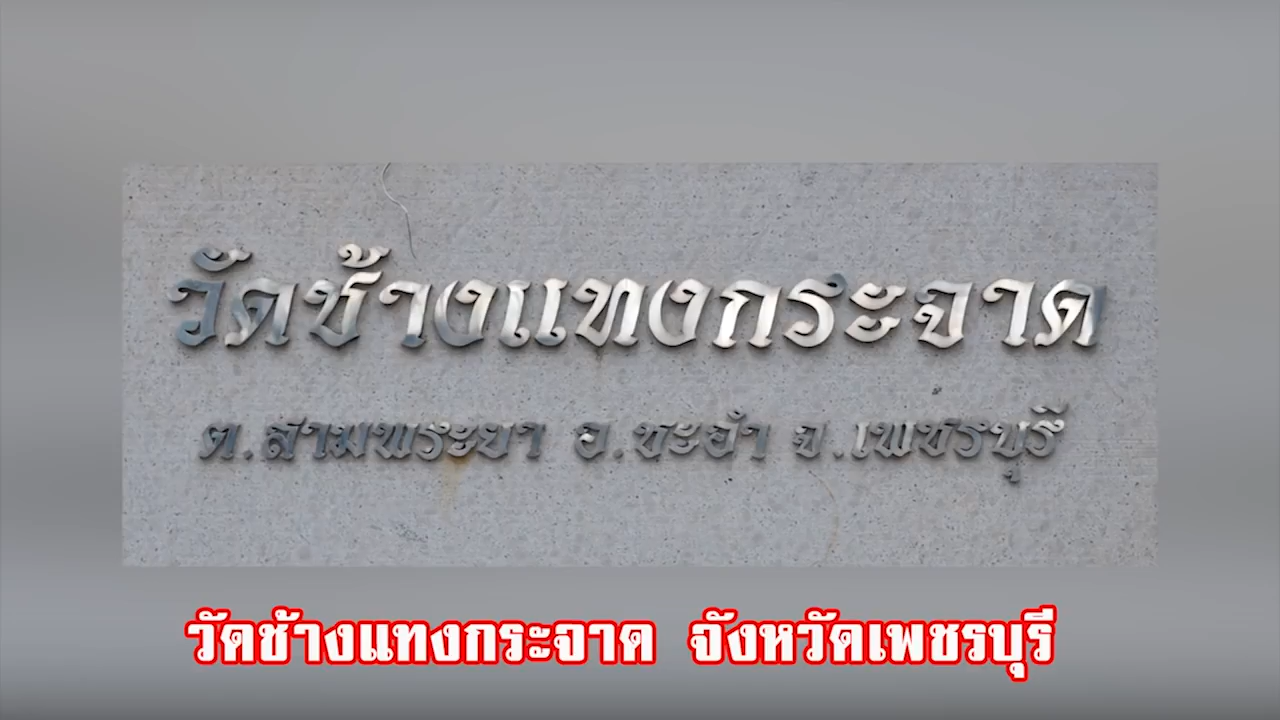 วัดช้างแทงกระจาด
ต.สามพระยา อ.ชะอำ จ.เพชรบุรี
วัดช้างแทงกระจาด จังหวัดเพชรบุรี